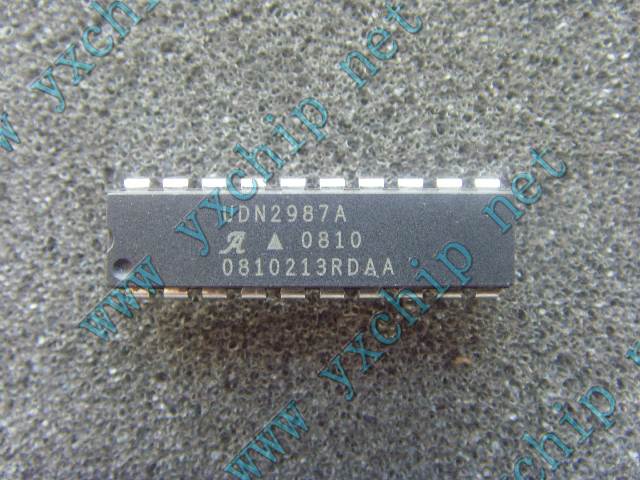 www yxchip net
UDN2987A
A ▲ 0810
0810213RDAA
www yxchip net
www yxchip net